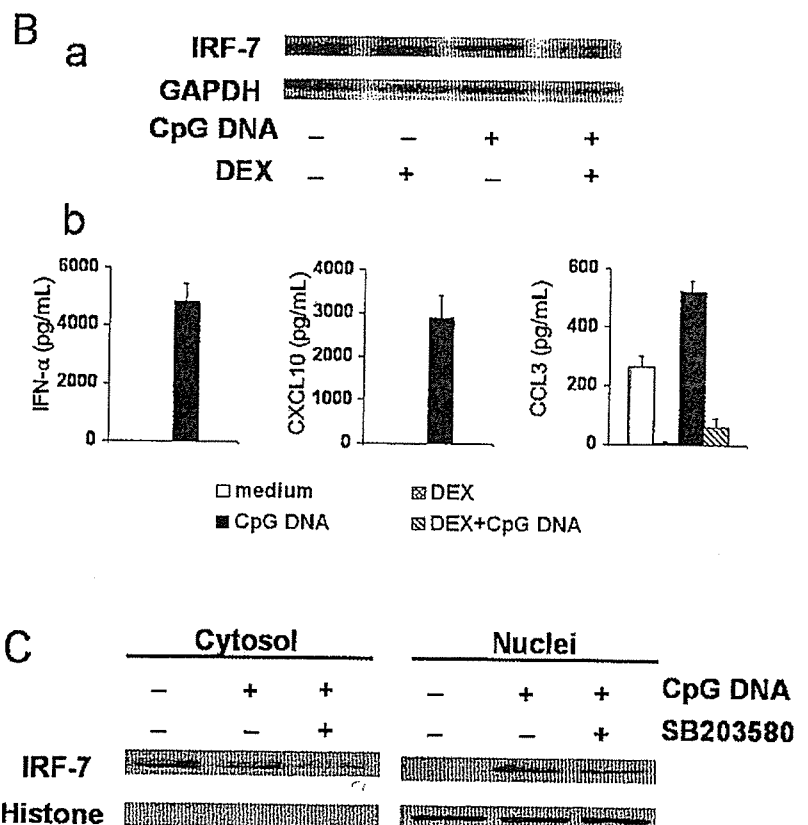 B
a
IRF-7
GAPDH
CpG DNA – – + +
DEX – + – +
b
IFN-α (pg/mL)
6000
4000
2000
0
CXCL10 (pg/mL)
4000
3000
2000
1000
0
CCL3 (pg/mL)
600
400
200
0
medium
DEX
CpG DNA
DEX+CpG DNA
C
Cytosol Nuclei
– + + – + + CpG DNA
– – + – – + SB203580
IRF-7
Histone